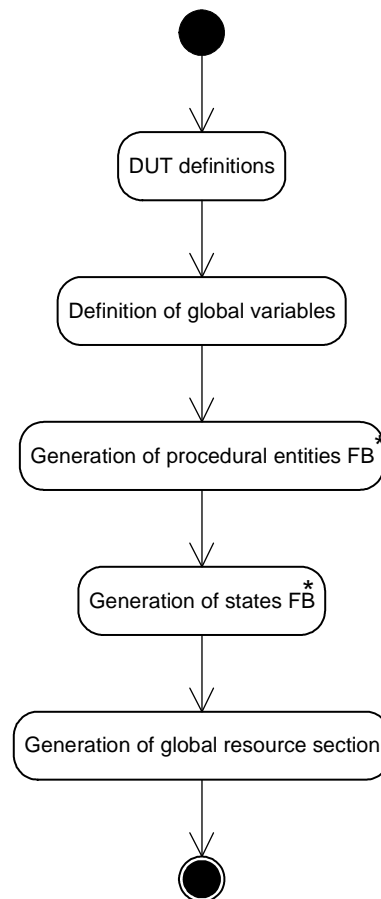 DUT definitions
Definition of global variables
Generation of procedural entities FB*
Generation of states FB*
Generation of global resource section